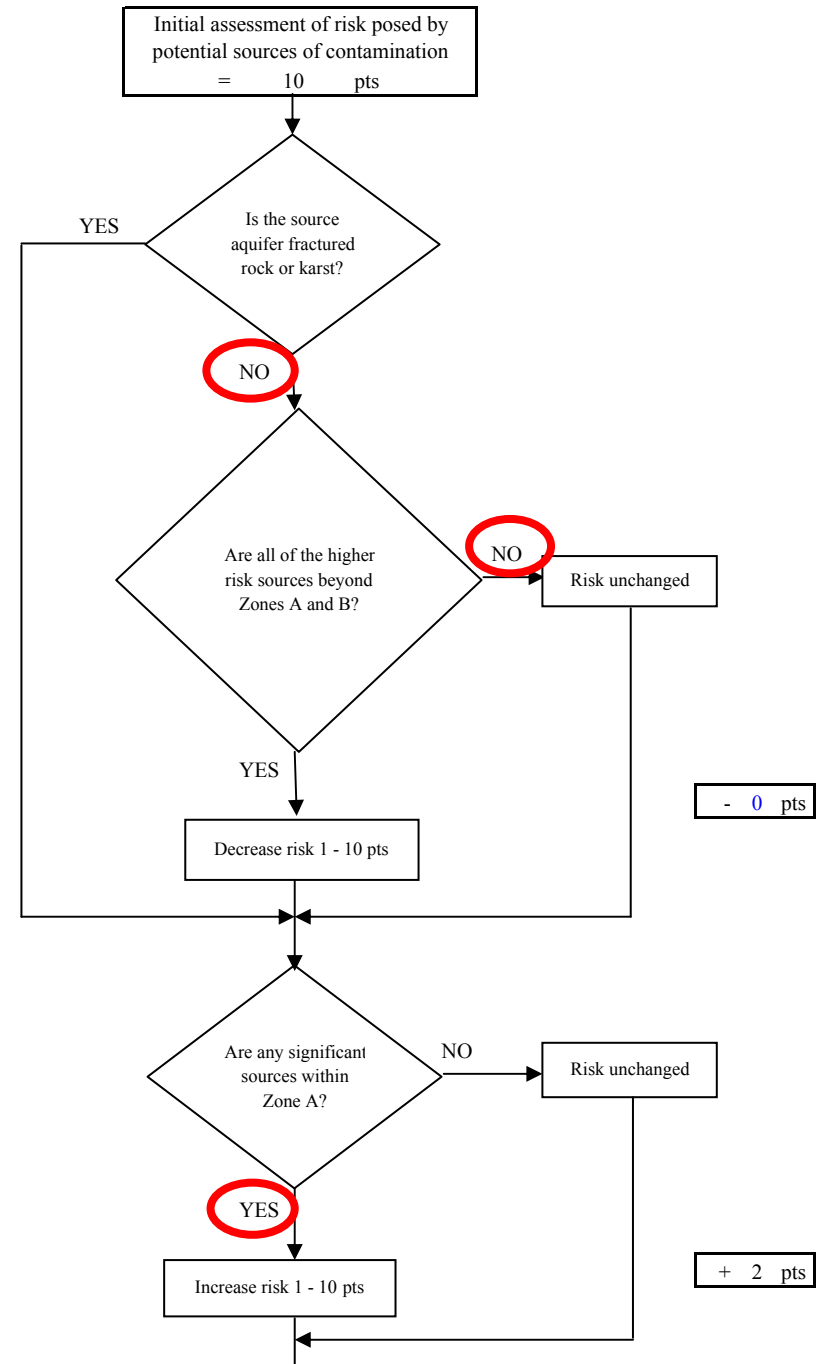 Initial assessment of risk posed by
potential sources of contamination
= 10 pts
YES
Is the source
aquifer fractured
rock or karst?
NO
Are all of the higher
risk sources beyond
Zones A and B?
NO
Risk unchanged
YES
- 0 pts
Decrease risk 1 - 10 pts
Are any significant
sources within
Zone A?
NO
Risk unchanged
YES
+ 2 pts
Increase risk 1 - 10 pts